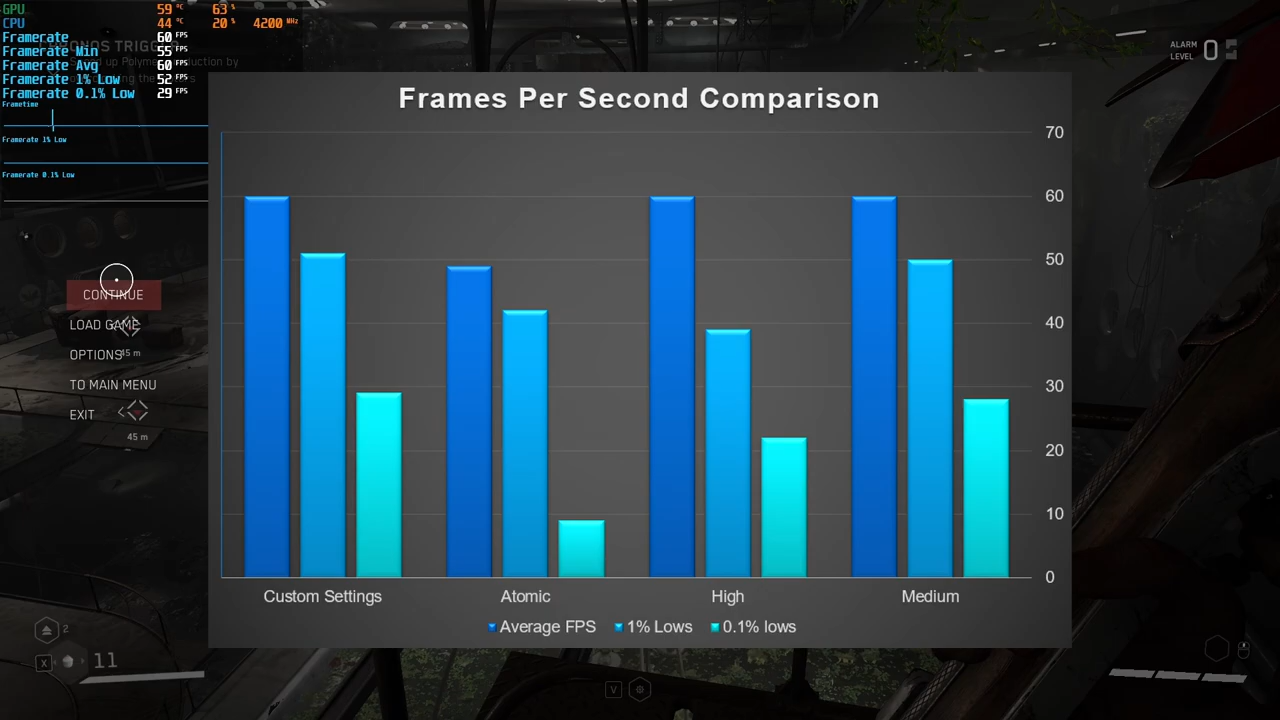 GPU 59 °C 63 %
CPU 44 °C 20 % 4200 MHz
Framerate 60 FPS
Framerate Min 55 FPS
Framerate Avg 60 FPS
Framerate 1% Low 52 FPS
Framerate 0.1% Low 29 FPS
Frametime
Framerate 1% Low
Framerate 0.1% Low
ALARM
LEVEL 0
CONTINUE
LOAD GAME
OPTIONS
45 m
TO MAIN MENU
EXIT
45 m
Frames Per Second Comparison
70
60
50
40
30
20
10
0
Custom Settings Atomic High Medium
Average FPS 1% Lows 0.1% lows
2
X 11
V